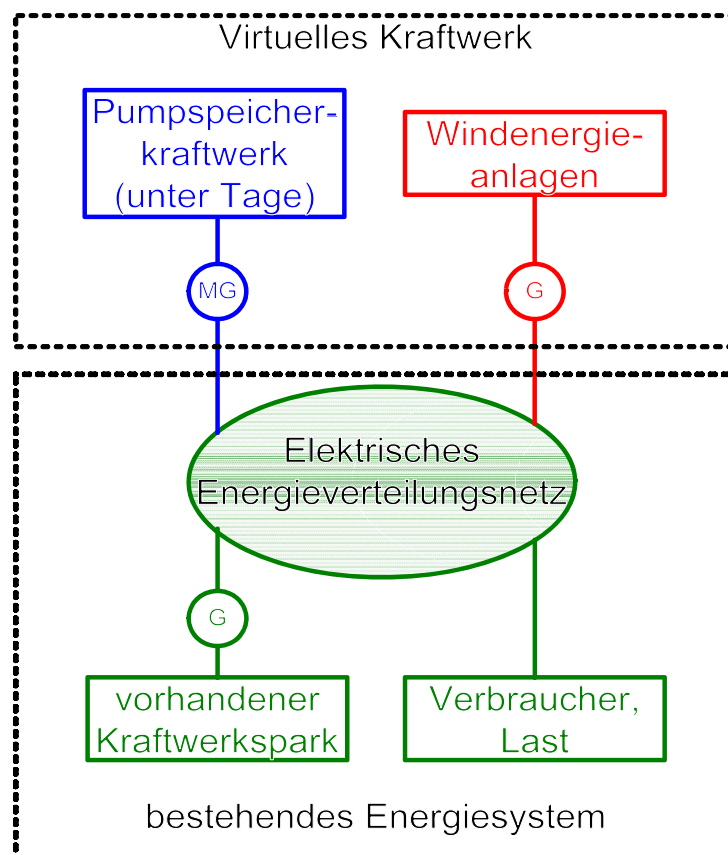 Virtuelles Kraftwerk
Pumpspeicher-
kraftwerk
(unter Tage)
Windenergie-
anlagen
MG
G
Elektrisches
Energieverteilungsnetz
G
vorhandener
Kraftwerkspark
Verbraucher,
Last
bestehendes Energiesystem